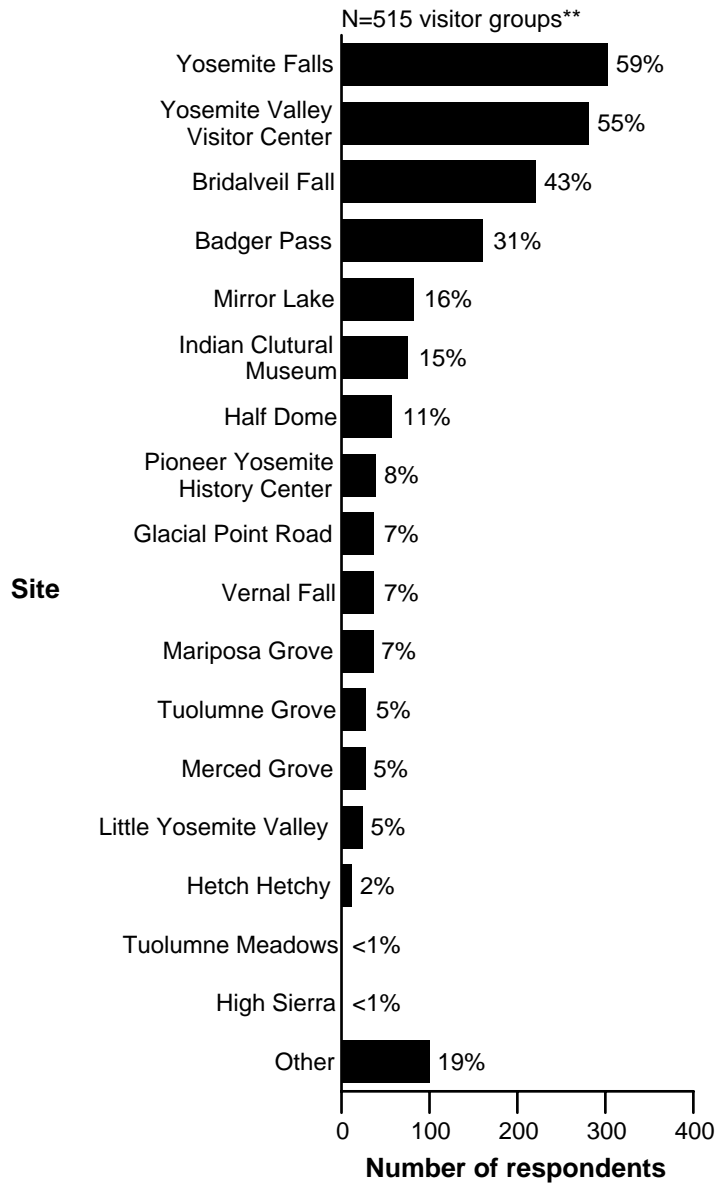 N=515 visitor groups**
Yosemite Falls 59%
Yosemite Valley
Visitor Center 55%
Bridalveil Fall 43%
Badger Pass 31%
Mirror Lake 16%
Indian Clutural
Museum 15%
Half Dome 11%
Pioneer Yosemite
History Center 8%
Glacial Point Road 7%
Site
Vernal Fall 7%
Mariposa Grove 7%
Tuolumne Grove 5%
Merced Grove 5%
Little Yosemite Valley 5%
Hetch Hetchy 2%
Tuolumne Meadows <1%
High Sierra <1%
Other 19%
0 100 200 300 400
Number of respondents